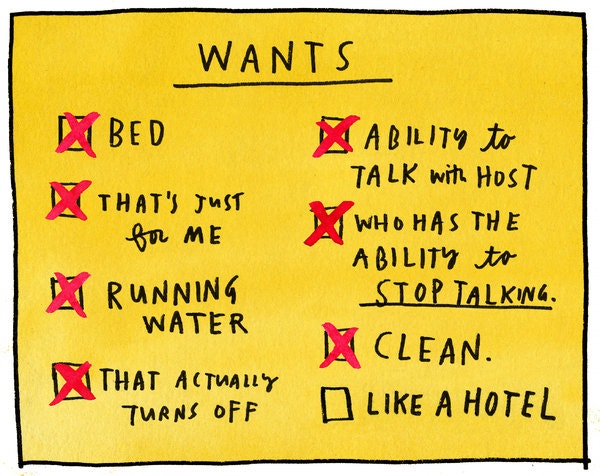 WANTS
BED
THAT'S JUST
for ME
RUNNING
WATER
THAT ACTUALLY
TURNS OFF
ABILITY to
TALK with HOST
WHO HAS THE
ABILITY to
STOP TALKING.
CLEAN.
LIKE A HOTEL